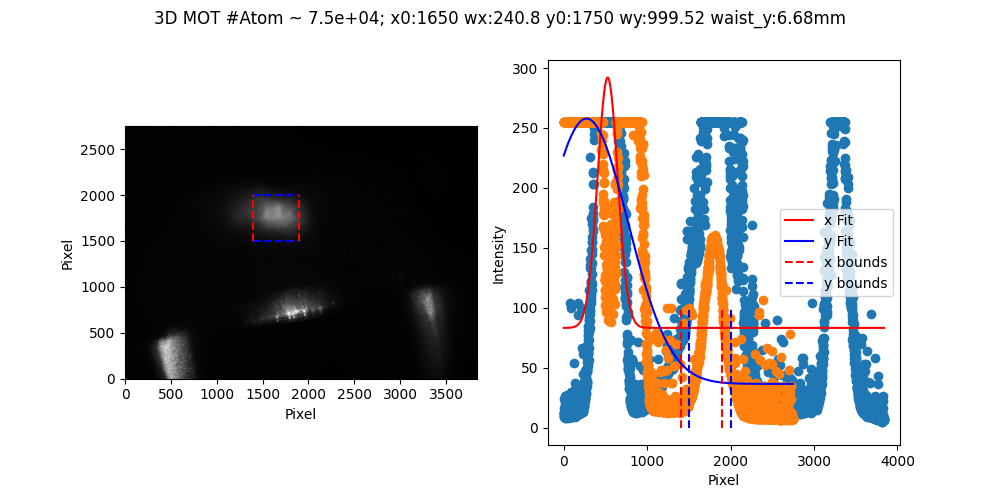 3D MOT #Atom ~ 7.5e+04; x0:1650 wx:240.8 y0:1750 wy:999.52 waist_y:6.68mm
Pixel
2500
2000
1500
1000
500
0
0 500 1000 1500 2000 2500 3000 3500
Pixel
Intensity
300
250
200
150
100
50
0
x Fit
y Fit
x bounds
y bounds
0 1000 2000 3000 4000
Pixel